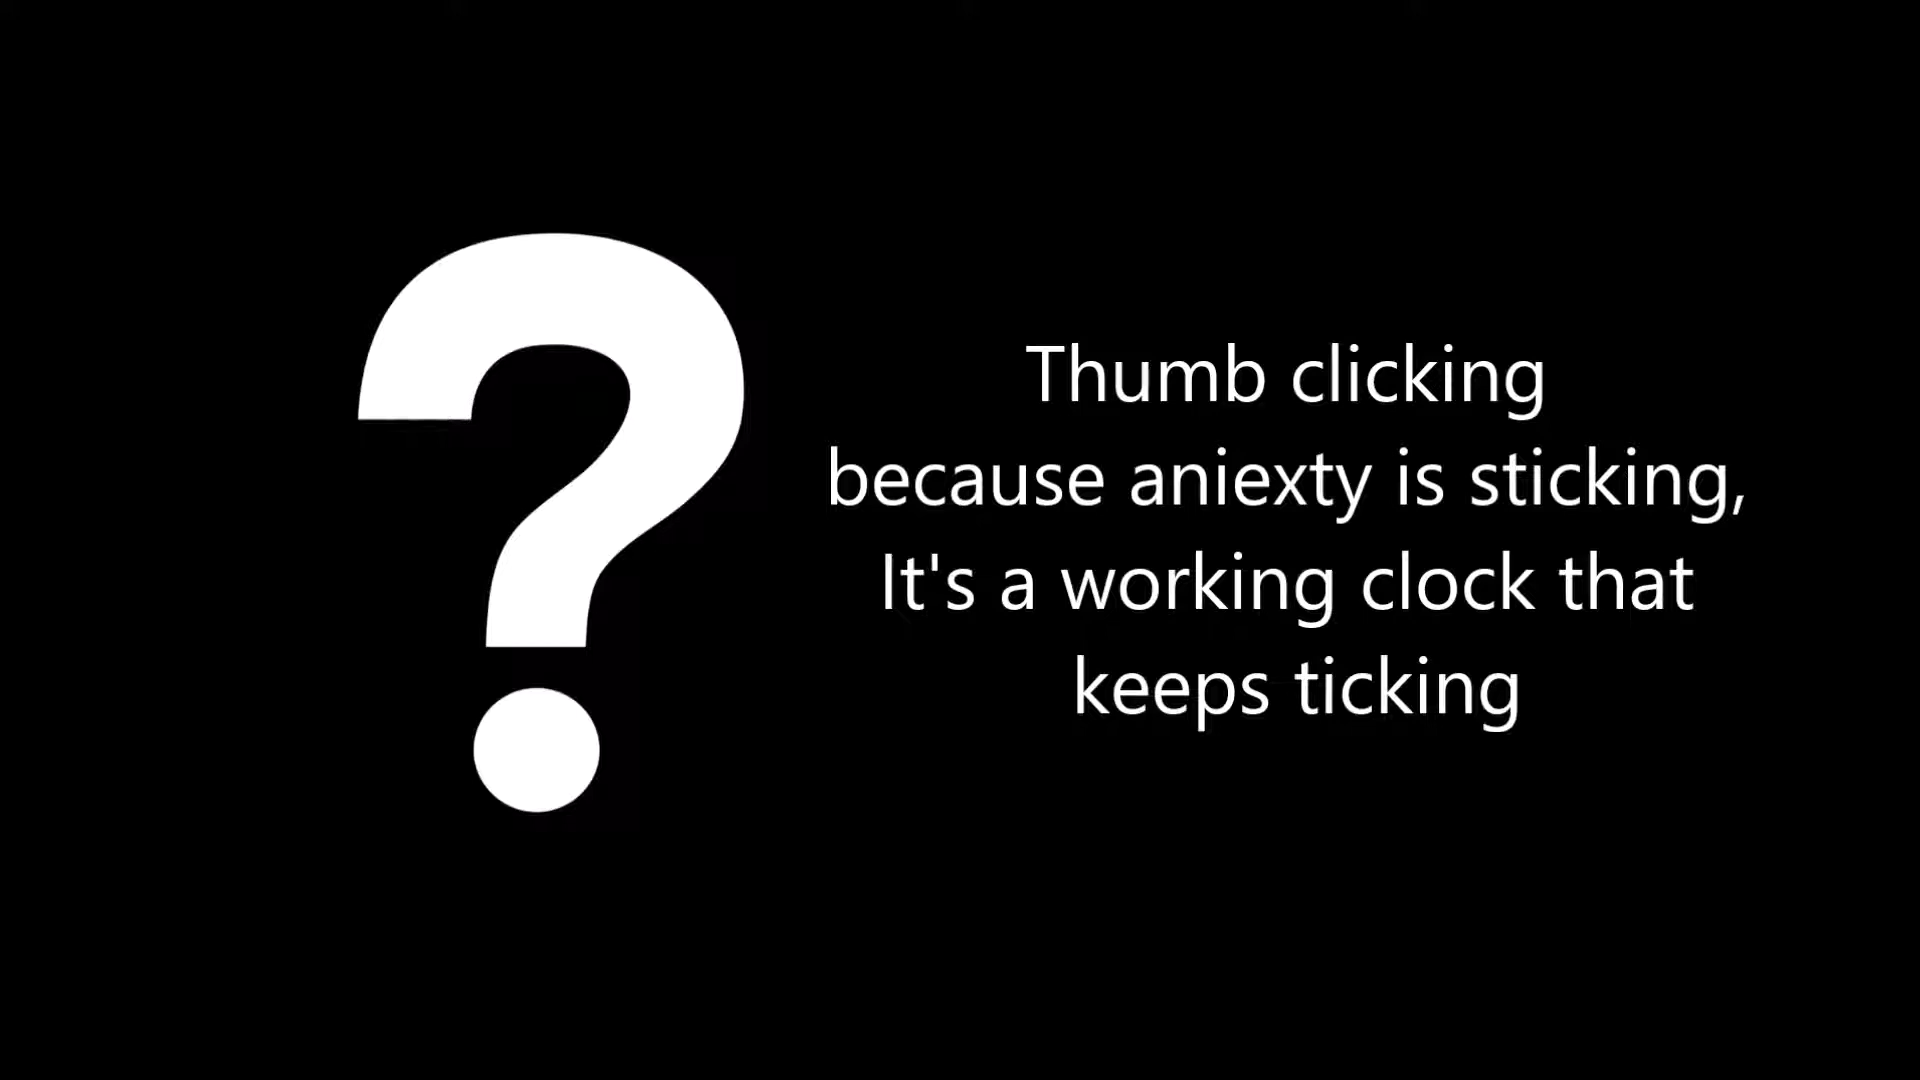 ?
Thumb clicking
because aniexty is sticking,
It's a working clock that
keeps ticking